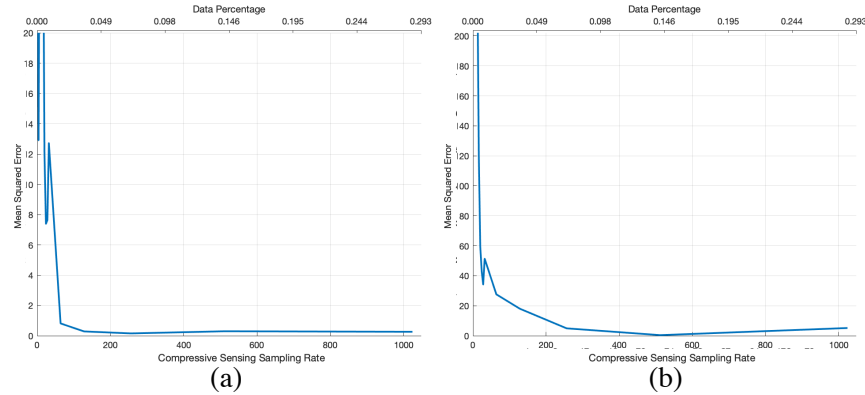 Data Percentage
0.000 0.049 0.098 0.146 0.195 0.244 0.293
20
18
16
14
12
10
8
6
4
2
0
Mean Squared Error
0 200 400 600 800 1000
Compressive Sensing Sampling Rate
(a)
Data Percentage
0.000 0.049 0.098 0.146 0.195 0.244 0.293
200
180
160
140
120
100
80
60
40
20
0
Mean Squared Error
0 200 400 600 800 1000
Compressive Sensing Sampling Rate
(b)